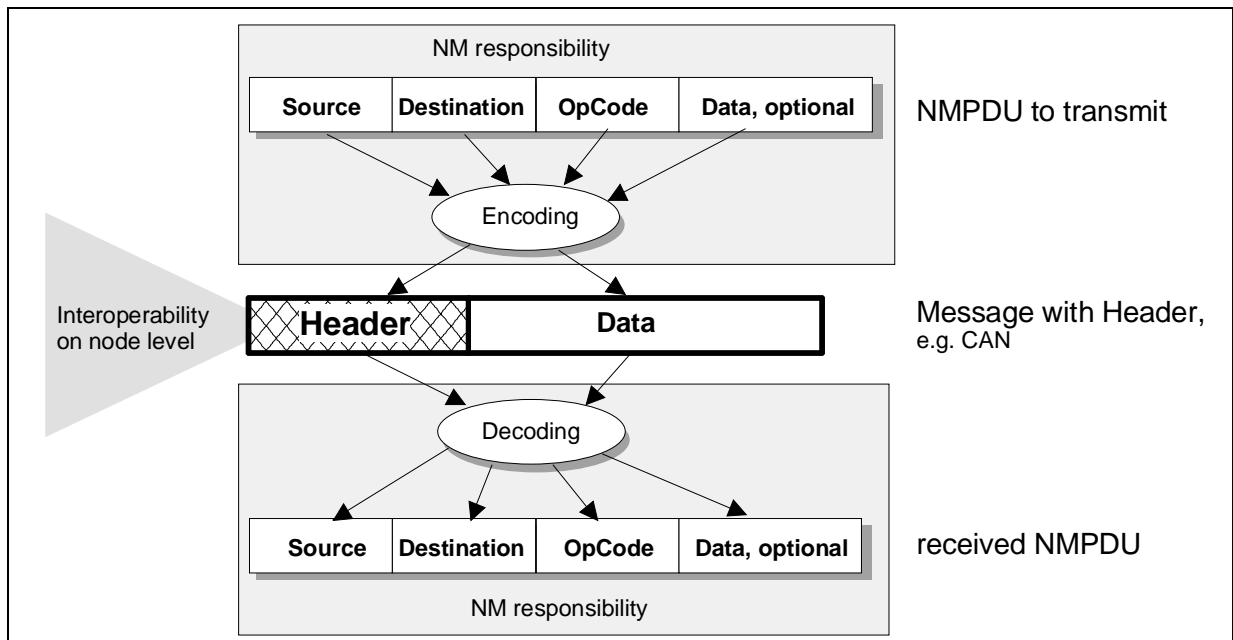 NM responsibility
Source Destination OpCode Data, optional
NMPDU to transmit
Encoding
Interoperability
on node level
Header Data
Message with Header,
e.g. CAN
Decoding
Source Destination OpCode Data, optional
received NMPDU
NM responsibility